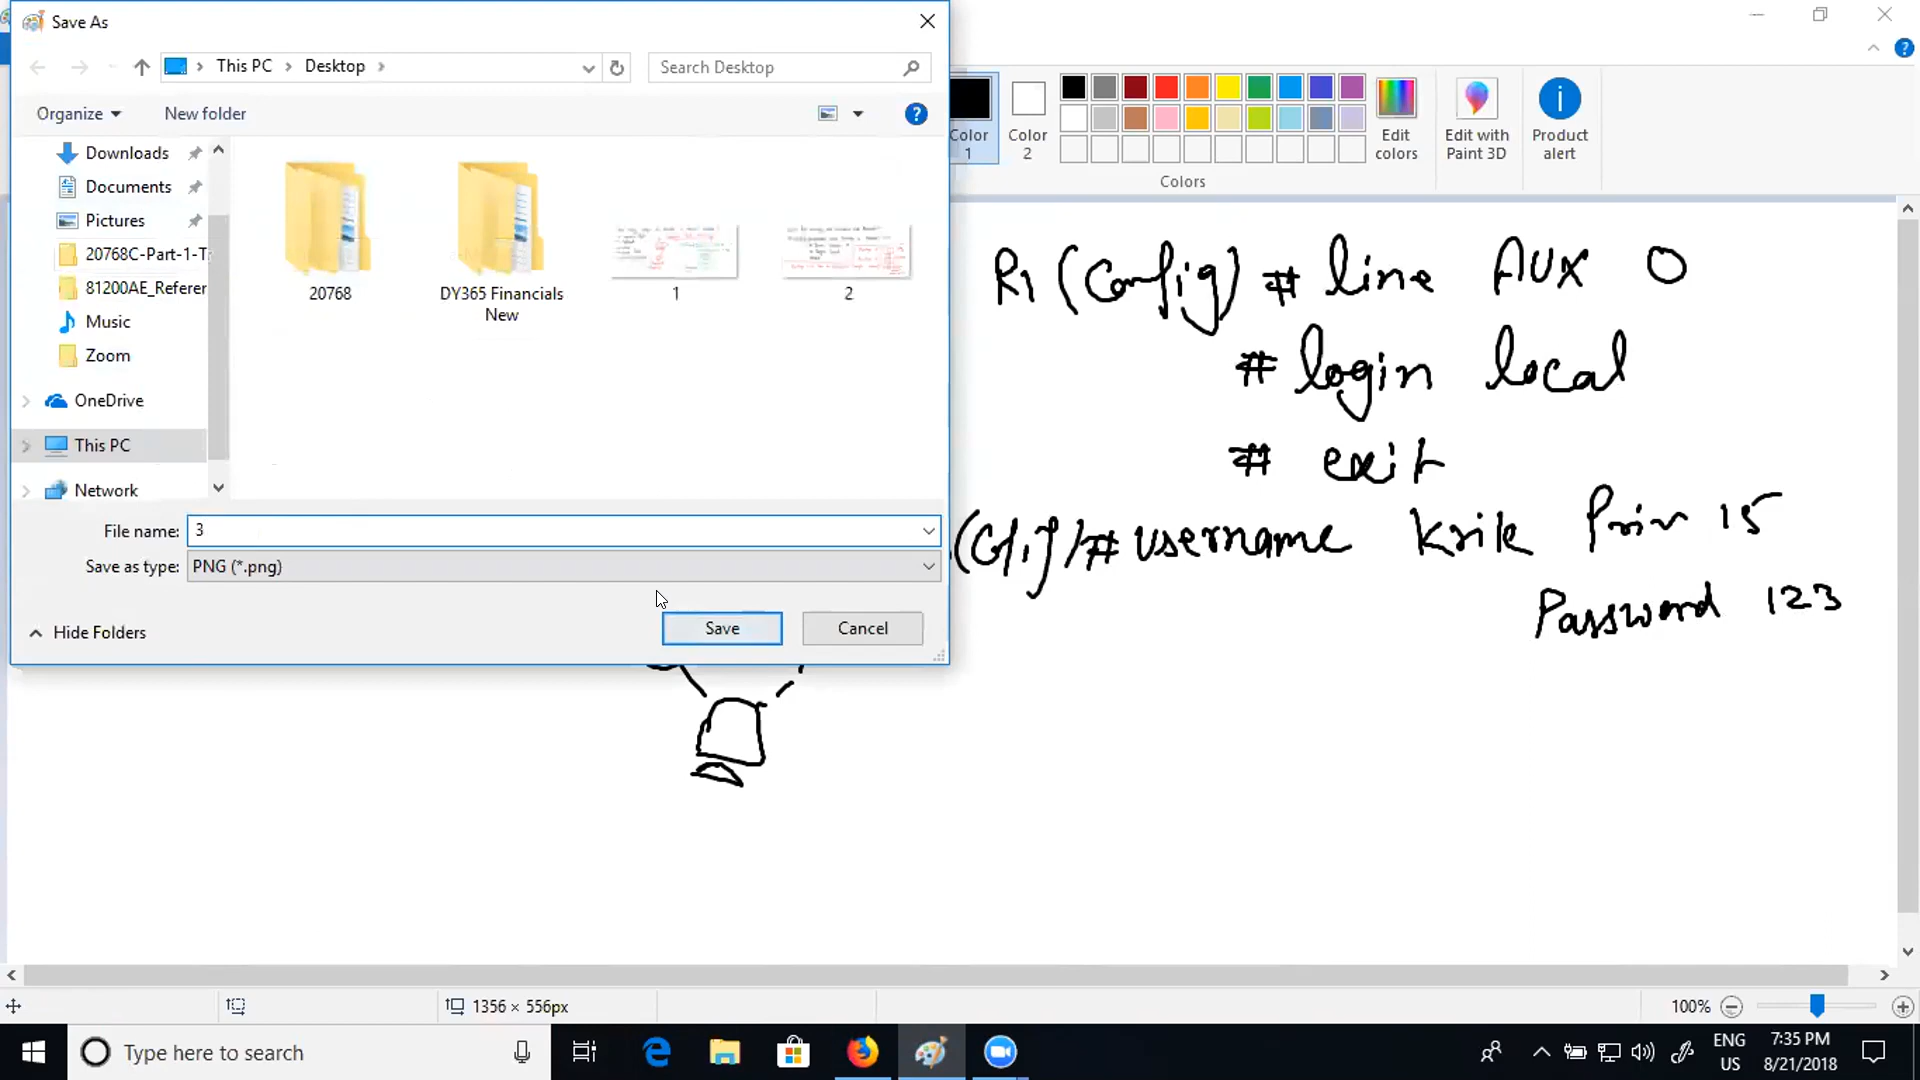 Save As
This PC > Desktop >
Search Desktop
Organize
New folder
Downloads
Documents
Pictures
20768C-Part-1-T
81200AE_Referer
Music
Zoom
OneDrive
This PC
Network
20768
DY365 Financials
New
1
2
File name: 3
Save as type: PNG (*.png)
Hide Folders
Save
Cancel
Color
1
Color
2
Edit
colors
Edit with
Paint 3D
Product
alert
Colors
R1 (Config) # line AUX 0
# login local
# exit
# username Krik Priv 15
Password 123
1356 × 556px
100%
Type here to search
ENG
US
7:35 PM
8/21/2018